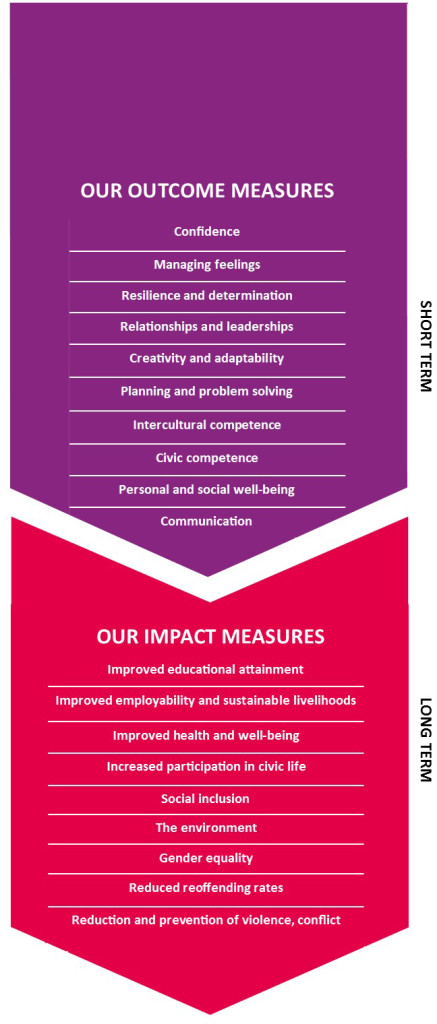 OUR OUTCOME MEASURES
Confidence
Managing feelings
Resilience and determination
Relationships and leaderships
Creativity and adaptability
Planning and problem solving
Intercultural competence
Civic competence
Personal and social well-being
Communication
SHORT TERM
OUR IMPACT MEASURES
Improved educational attainment
Improved employability and sustainable livelihoods
Improved health and well-being
Increased participation in civic life
Social inclusion
The environment
Gender equality
Reduced reoffending rates
Reduction and prevention of violence, conflict
LONG TERM